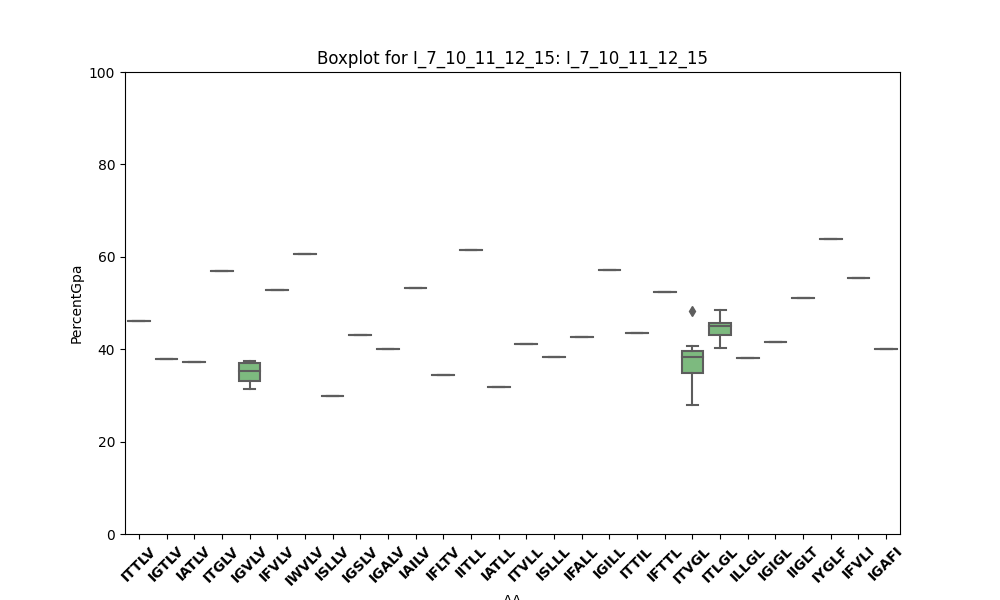 Boxplot for I_7_10_11_12_15: I_7_10_11_12_15
100
80
60
40
20
0
PercentGpa
ITTLV
IGTLV
IATLV
ITGLV
IGVLV
IFVLV
IWVLV
ISLLV
IGSLV
IGALV
IAILV
IFLTV
IITLL
IATLL
ITVLL
ISLLL
IFALL
IGILL
ITTIL
IFTTL
ITVGL
ITLGL
ILLGL
IGIGL
IIGLT
IYGLF
IFVLI
IGAFI
AA